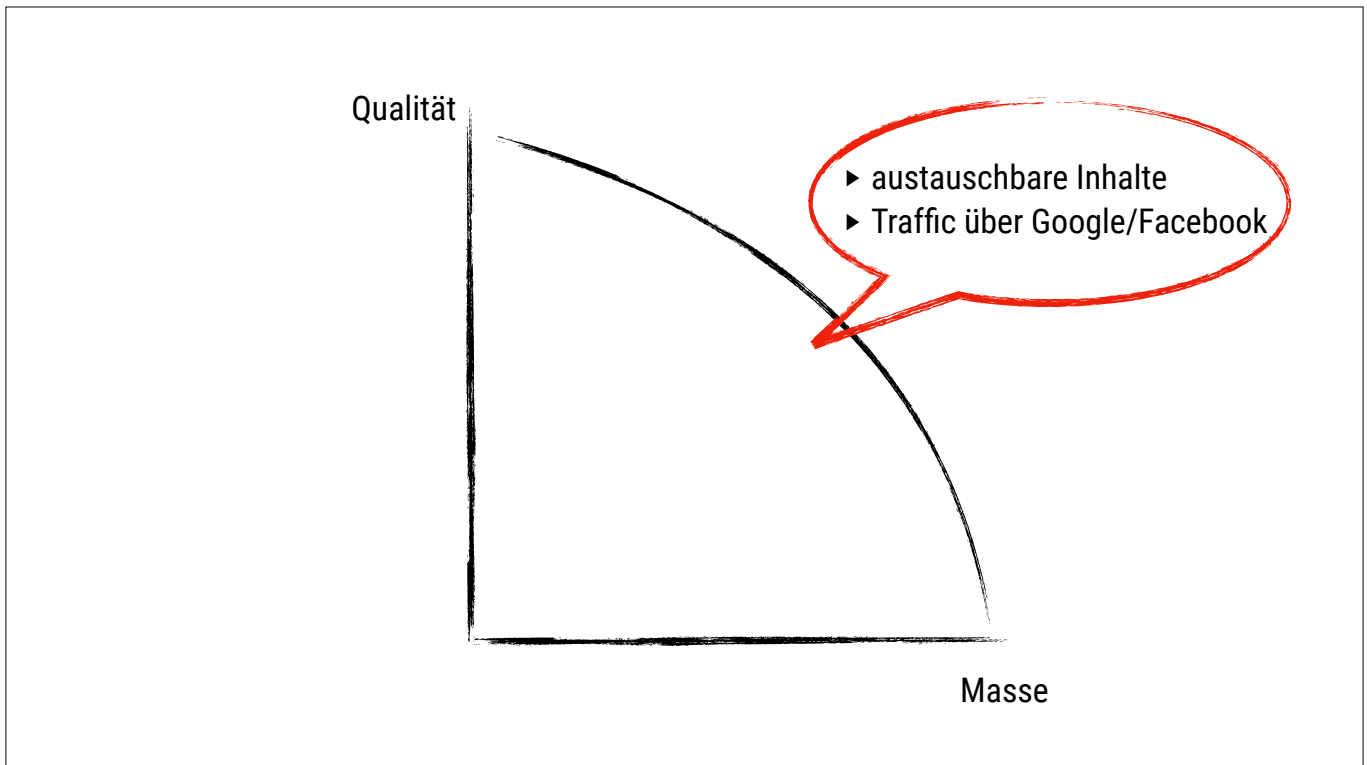 Qualität
▸ austauschbare Inhalte
▸ Traffic über Google/Facebook
Masse